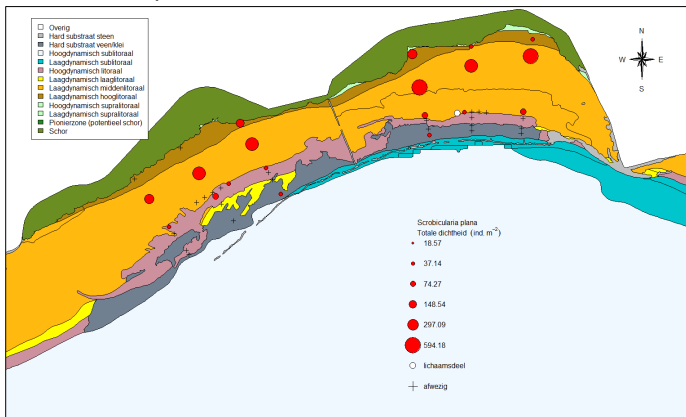 Overig
Hard substraat steen
Hard substraat veen/klei
Hoogdynamisch sublitoraal
Laagdynamisch sublitoraal
Hoogdynamisch litoraal
Laagdynamisch laaglitoraal
Laagdynamisch middenlitoraal
Laagdynamisch hooglitoraal
Hoogdynamisch supralitoraal
Laagdynamisch supralitoraal
Pionierzone (potentieel schor)
Schor
N
W E
S
Scrobicularia plana
Totale dichtheid (ind. m⁻²)
18.57
37.14
74.27
148.54
297.09
594.18
lichaamsdeel
afwezig